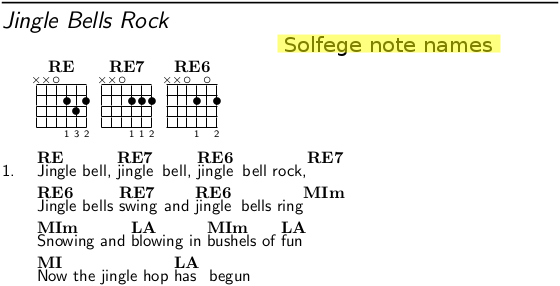 Jingle Bells Rock
Solfege note names
RE RE7 RE6
××○ ××○ ××○ ○
1 3 2 1 1 2 1 2
RE RE7 RE6 RE7
1. Jingle bell, jingle bell, jingle bell rock,
RE6 RE7 RE6 MIm
Jingle bells swing and jingle bells ring
MIm LA MIm LA
Snowing and blowing in bushels of fun
MI LA
Now the jingle hop has begun